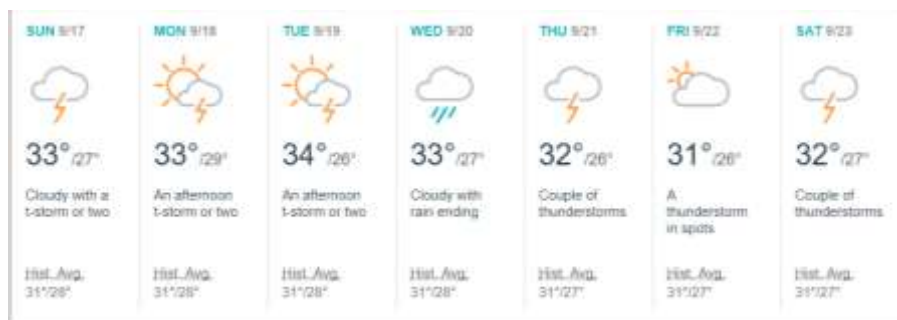 SUN 9/17
33°/27°
Cloudy with a
t-storm or two
Hist. Avg.
31°/28°
MON 9/18
33°/29°
An afternoon
t-storm or two
Hist. Avg.
31°/28°
TUE 9/19
34°/26°
An afternoon
t-storm or two
Hist. Avg.
31°/28°
WED 9/20
33°/27°
Cloudy with
rain ending
Hist. Avg.
31°/28°
THU 9/21
32°/26°
Couple of
thunderstorms
Hist. Avg.
31°/27°
FRI 9/22
31°/26°
A
thunderstorm
in spots
Hist. Avg.
31°/27°
SAT 9/23
32°/27°
Couple of
thunderstorms
Hist. Avg.
31°/27°